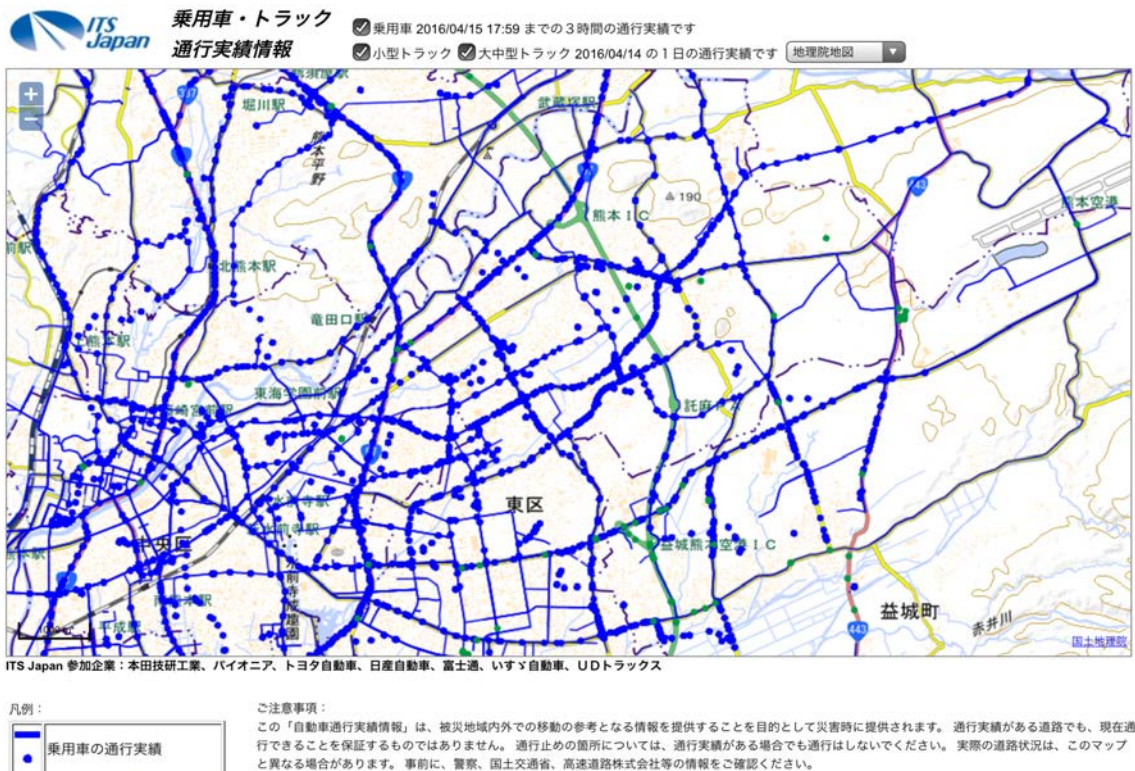 ITS
Japan
乗用車・トラック
通行実績情報
乗用車 2016/04/15 17:59 までの３時間の通行実績です
小型トラック 大中型トラック 2016/04/14 の１日の通行実績です 地理院地図
堀川駅
武蔵塚駅
熊本平野
190
熊本ＩＣ
443
熊本空港
北熊本駅
竜田口駅
東海学園前駅
東区
中央区
益城熊本空港ＩＣ
益城町
赤井川
443
平成駅
国土地理院
ITS Japan 参加企業：本田技研工業、パイオニア、トヨタ自動車、日産自動車、富士通、いすゞ自動車、ＵＤトラックス
凡例：
乗用車の通行実績
ご注意事項：
この「自動車通行実績情報」は、被災地域内外での移動の参考となる情報を提供することを目的として災害時に提供されます。 通行実績がある道路でも、現在通
行できることを保証するものではありません。 通行止めの箇所については、通行実績がある場合でも通行はしないでください。 実際の道路状況は、このマップ
と異なる場合があります。 事前に、警察、国土交通省、高速道路株式会社等の情報をご確認ください。